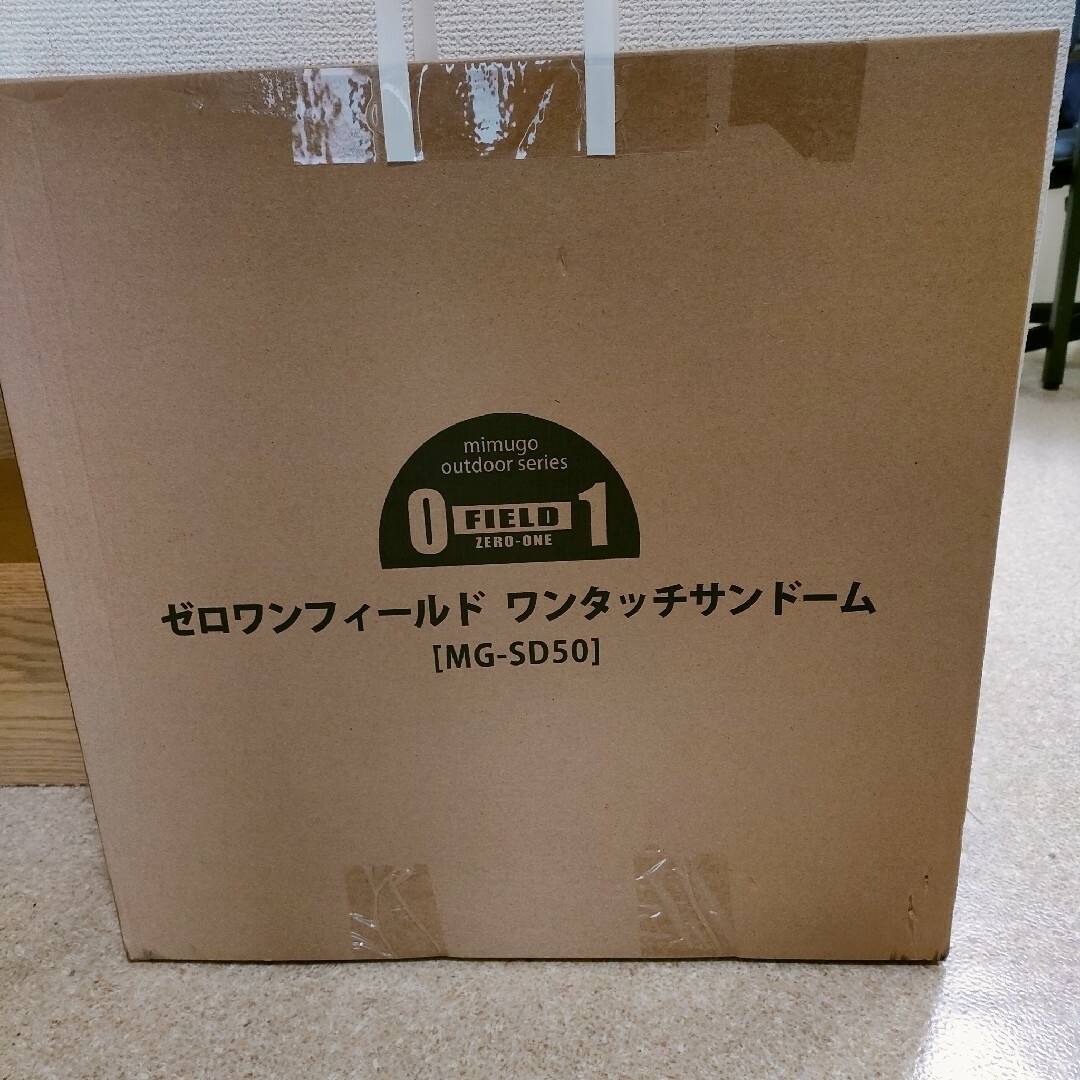 mimugo
outdoor series
0 FIELD 1
ZERO-ONE
ゼロワンフィールド ワンタッチサンドーム
[MG-SD50]